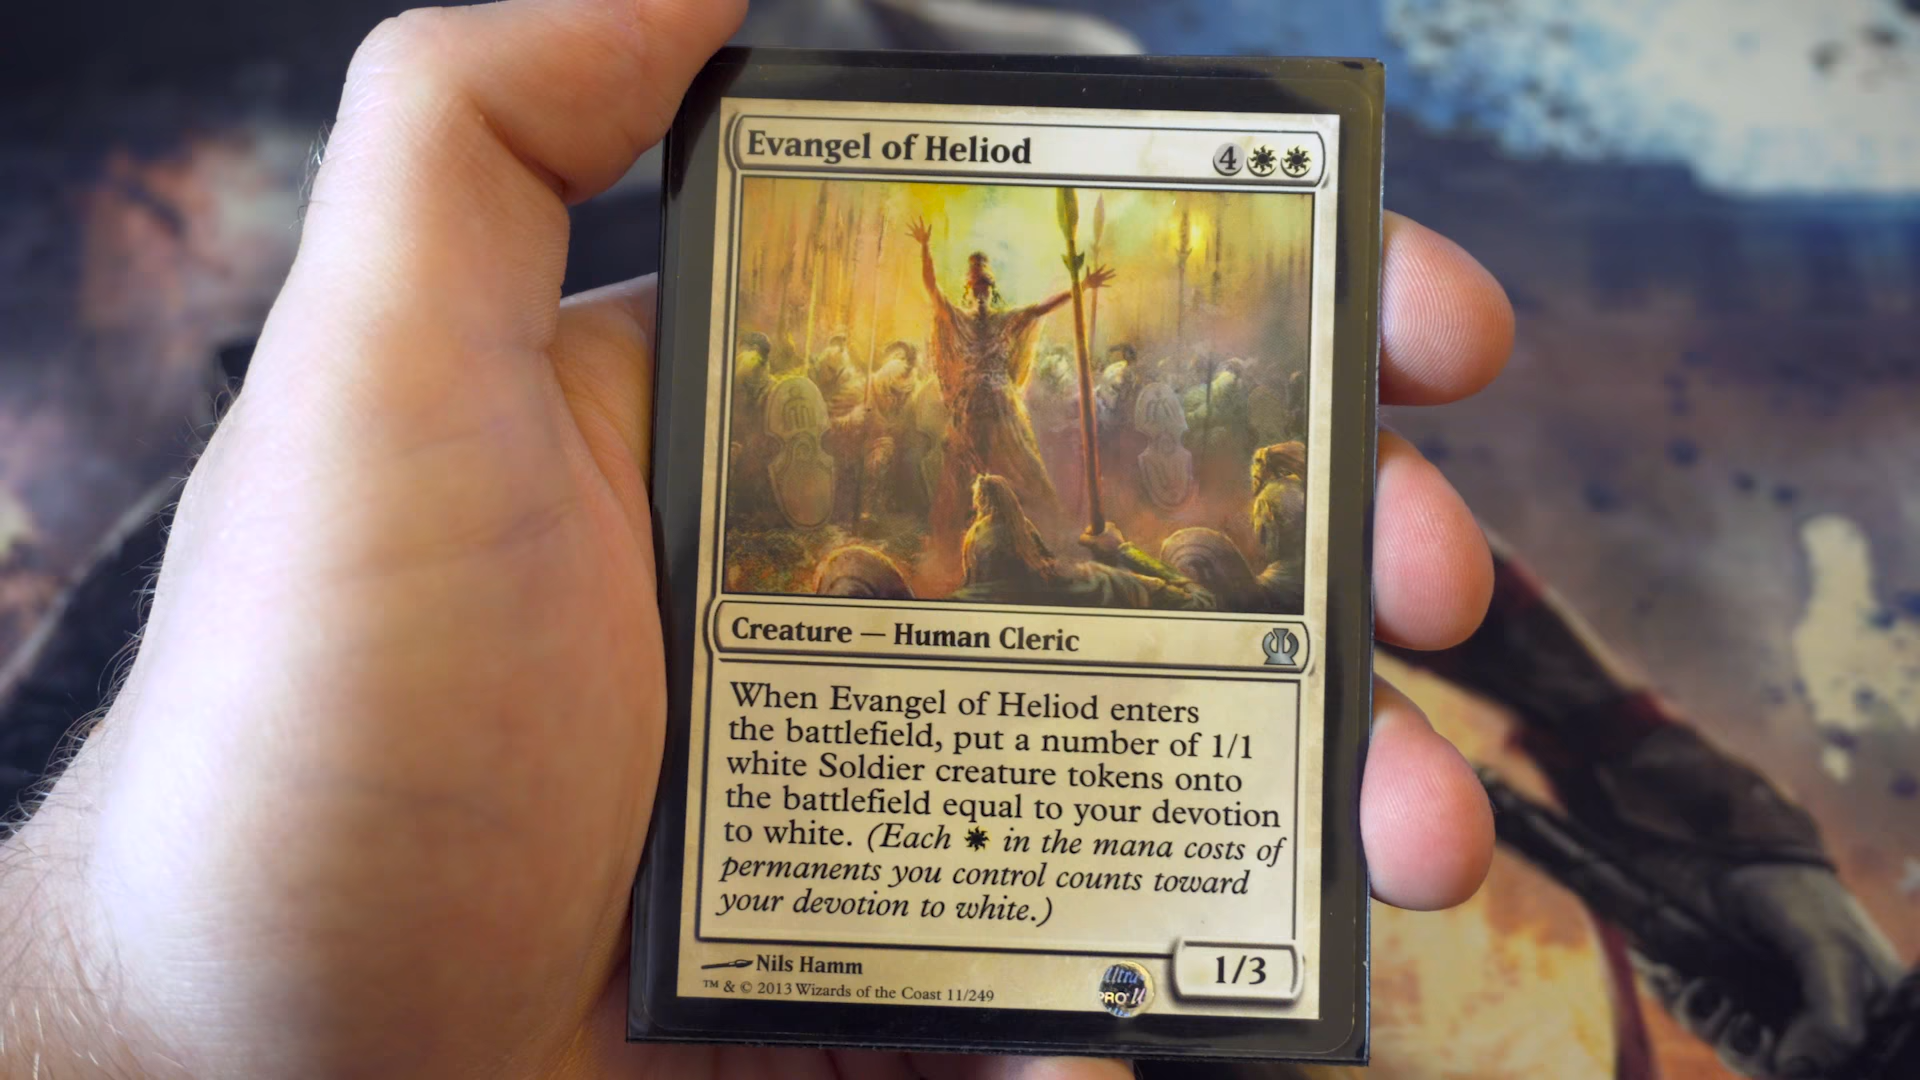 Evangel of Heliod 4
Creature — Human Cleric
When Evangel of Heliod enters
the battlefield, put a number of 1/1
white Soldier creature tokens onto
the battlefield equal to your devotion
to white. (Each in the mana costs of
permanents you control counts toward
your devotion to white.)
Nils Hamm
™ & © 2013 Wizards of the Coast 11/249
Ultra
PRO
1/3